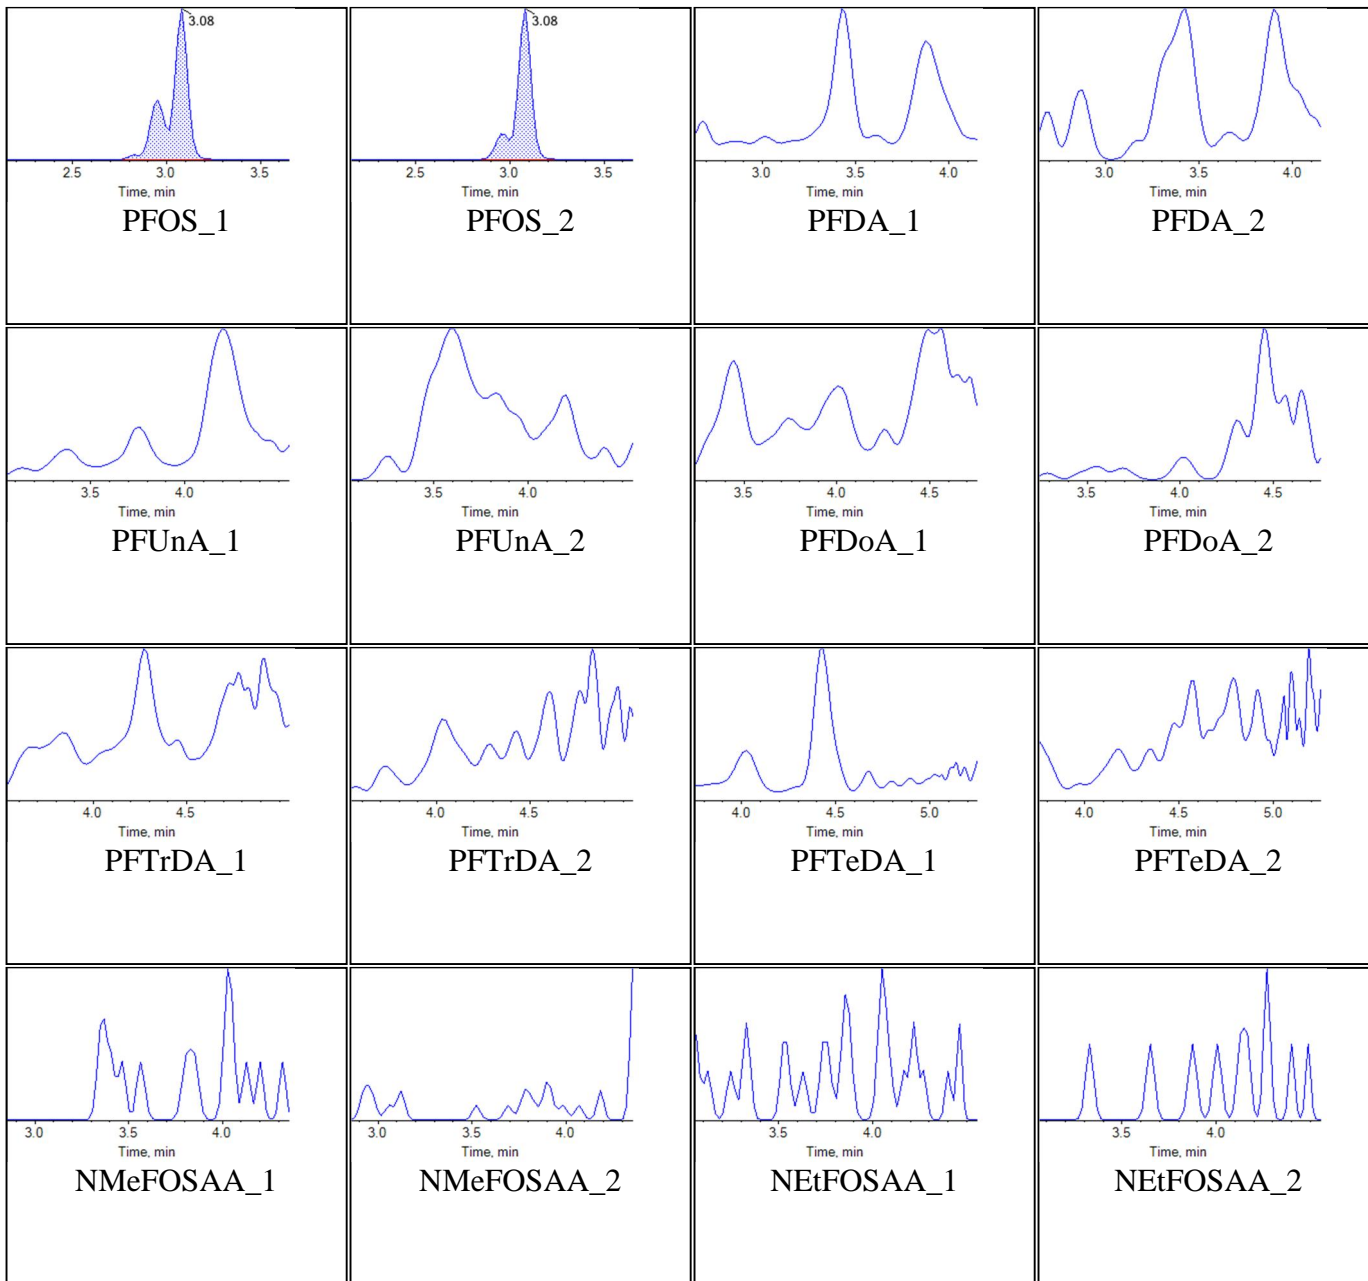 3.08
2.5 3.0 3.5
Time, min
PFOS_1
3.08
2.5 3.0 3.5
Time, min
PFOS_2
3.0 3.5 4.0
Time, min
PFDA_1
3.0 3.5 4.0
Time, min
PFDA_2
3.5 4.0
Time, min
PFUnA_1
3.5 4.0
Time, min
PFUnA_2
3.5 4.0 4.5
Time, min
PFDoA_1
3.5 4.0 4.5
Time, min
PFDoA_2
4.0 4.5
Time, min
PFTrDA_1
4.0 4.5
Time, min
PFTrDA_2
4.0 4.5 5.0
Time, min
PFTeDA_1
4.0 4.5 5.0
Time, min
PFTeDA_2
3.0 3.5 4.0
Time, min
NMeFOSAA_1
3.0 3.5 4.0
Time, min
NMeFOSAA_2
3.5 4.0
Time, min
NEtFOSAA_1
3.5 4.0
Time, min
NEtFOSAA_2